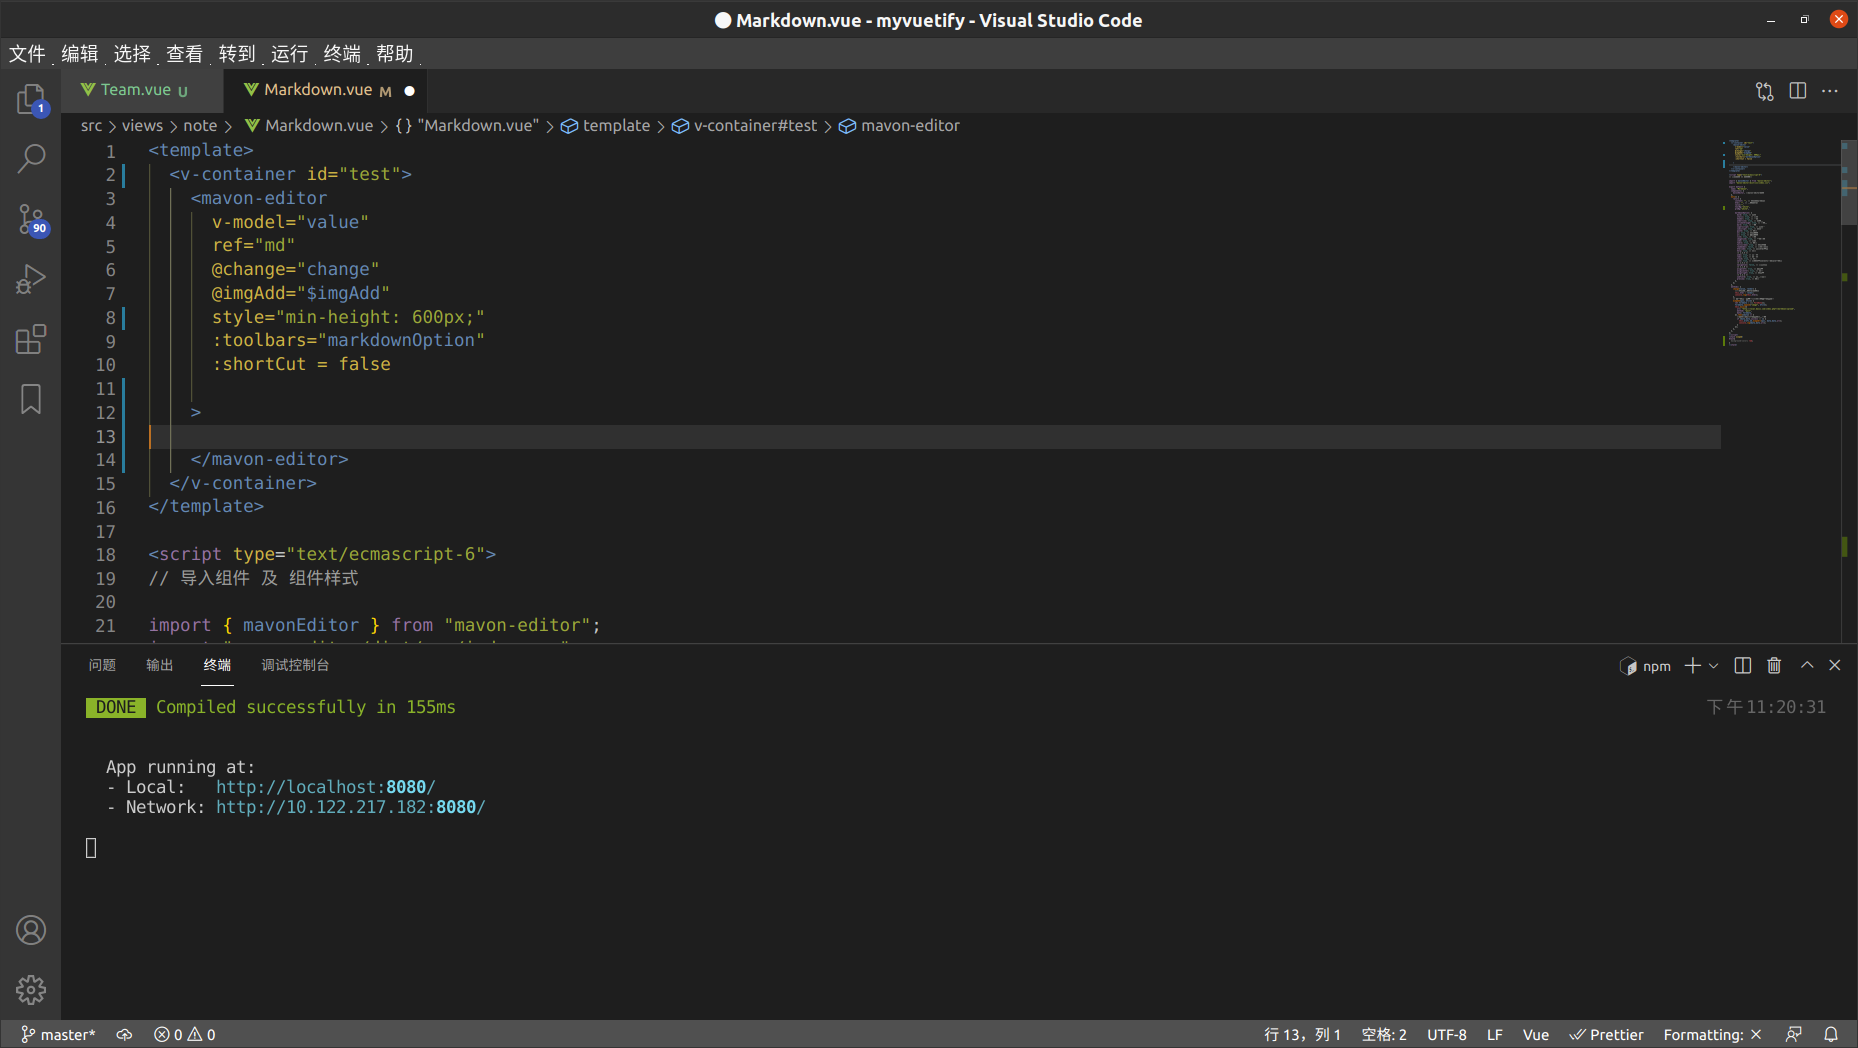 Markdown.vue - myvuetify - Visual Studio Code
文件 编辑 选择 查看 转到 运行 终端 帮助
Team.vue U Markdown.vue M
src > views > note > Markdown.vue > {} "Markdown.vue" > template > v-container#test > mavon-editor
1 <template>
2 <v-container id="test">
3 <mavon-editor
4 v-model="value"
5 ref="md"
6 @change="change"
7 @imgAdd="$imgAdd"
8 style="min-height: 600px;"
9 :toolbars="markdownOption"
10 :shortCut = false
11
12 >
13
14 </mavon-editor>
15 </v-container>
16 </template>
17
18 <script type="text/ecmascript-6">
19 // 导入组件 及 组件样式
20
21 import { mavonEditor } from "mavon-editor";
1
90
问题 输出 终端 调试控制台 npm
DONE Compiled successfully in 155ms 下午11:20:31
App running at:
- Local: http://localhost:8080/
- Network: http://10.122.217.182:8080/
master* 0 0 行 13，列 1 空格: 2 UTF-8 LF Vue Prettier Formatting: ×